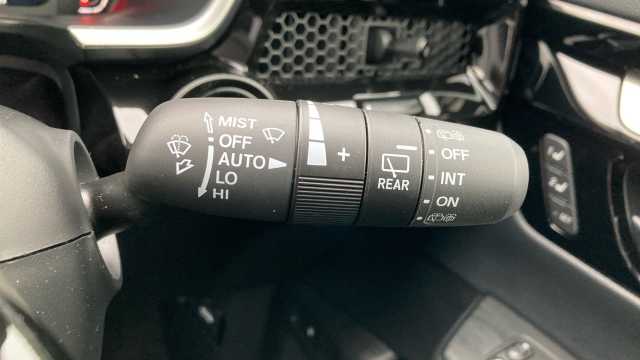 MIST
OFF
AUTO
LO
HI
+
REAR
OFF
INT
ON